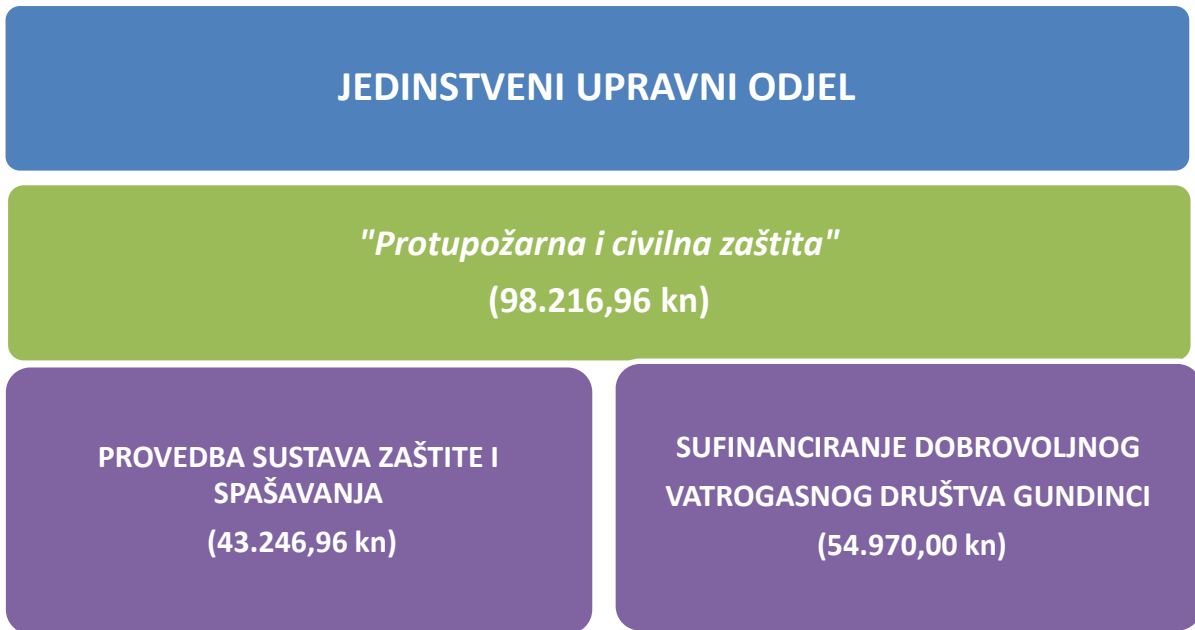 JEDINSTVENI UPRAVNI ODJEL
"Protupožarna i civilna zaštita"
(98.216,96 kn)
PROVEDBA SUSTAVA ZAŠTITE I
SPAŠAVANJA
(43.246,96 kn)
SUFINANCIRANJE DOBROVOLJNOG
VATROGASNOG DRUŠTVA GUNDINCI
(54.970,00 kn)